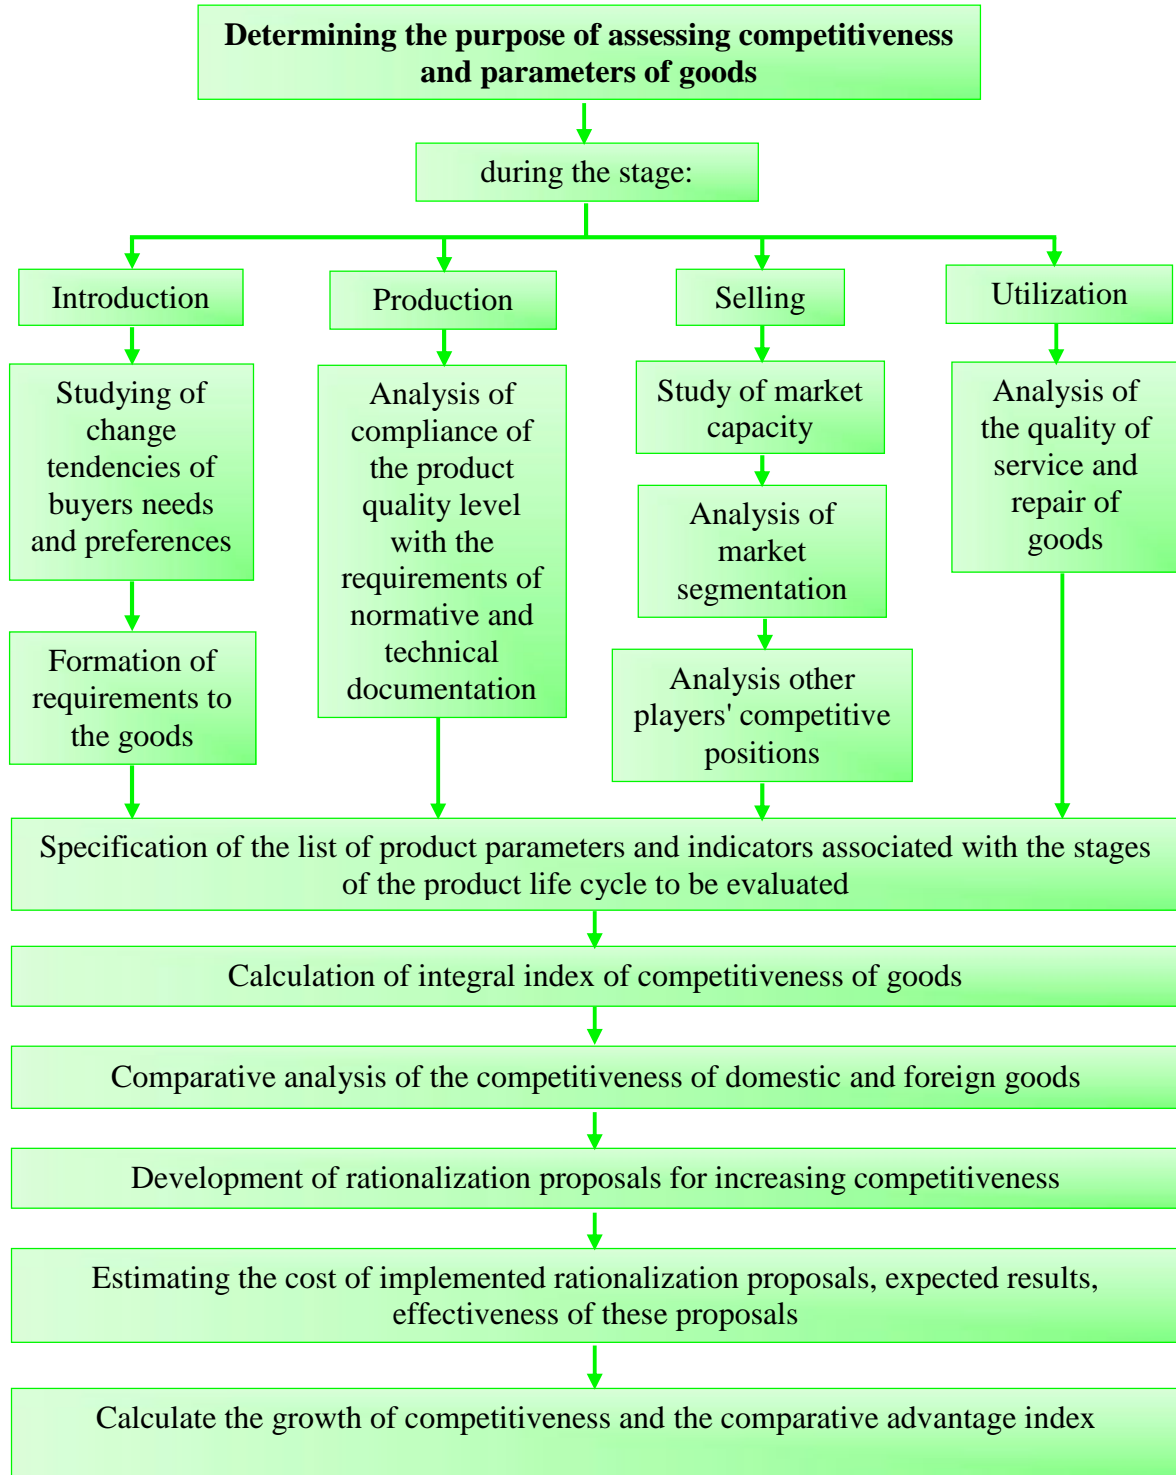 Determining the purpose of assessing competitiveness
and parameters of goods
during the stage:
Introduction
Production
Selling
Utilization
Studying of
change
tendencies of
buyers needs
and preferences
Formation of
requirements to
the goods
Analysis of
compliance of
the product
quality level
with the
requirements of
normative and
technical
documentation
Study of market
capacity
Analysis of
market
segmentation
Analysis other
players' competitive
positions
Analysis of
the quality of
service and
repair of
goods
Specification of the list of product parameters and indicators associated with the stages
of the product life cycle to be evaluated
Calculation of integral index of competitiveness of goods
Comparative analysis of the competitiveness of domestic and foreign goods
Development of rationalization proposals for increasing competitiveness
Estimating the cost of implemented rationalization proposals, expected results,
effectiveness of these proposals
Calculate the growth of competitiveness and the comparative advantage index